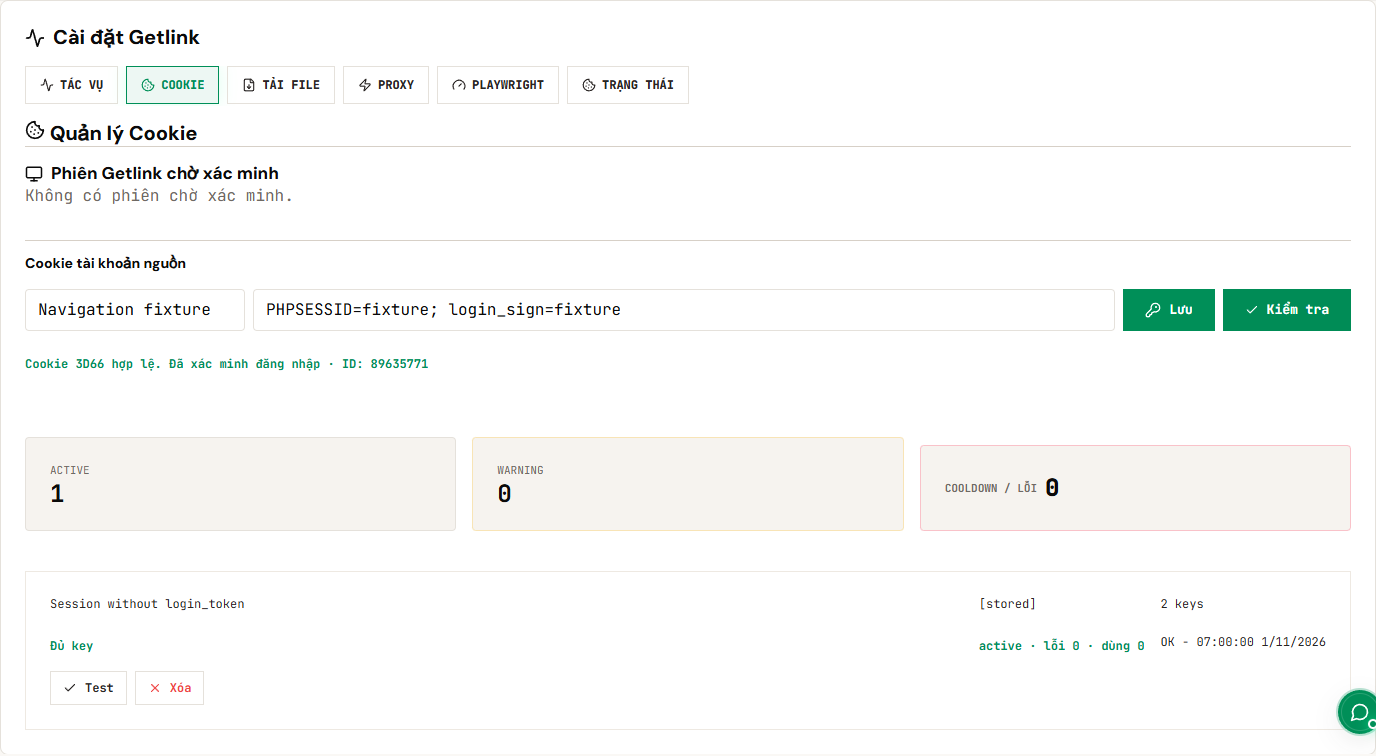 Cài đặt Getlink
TÁC VỤ COOKIE TẢI FILE PROXY PLAYWRIGHT TRẠNG THÁI
Quản lý Cookie
Phiên Getlink chờ xác minh
Không có phiên chờ xác minh.
Cookie tài khoản nguồn
Navigation fixture PHPSESSID=fixture; login_sign=fixture Lưu Kiểm tra
Cookie 3D66 hợp lệ. Đã xác minh đăng nhập · ID: 89635771
ACTIVE
1
WARNING
0
COOLDOWN / LỖI 0
Session without login_token [stored] 2 keys
Đủ key active · lỗi 0 · dùng 0 OK - 07:00:00 1/11/2026
Test Xóa